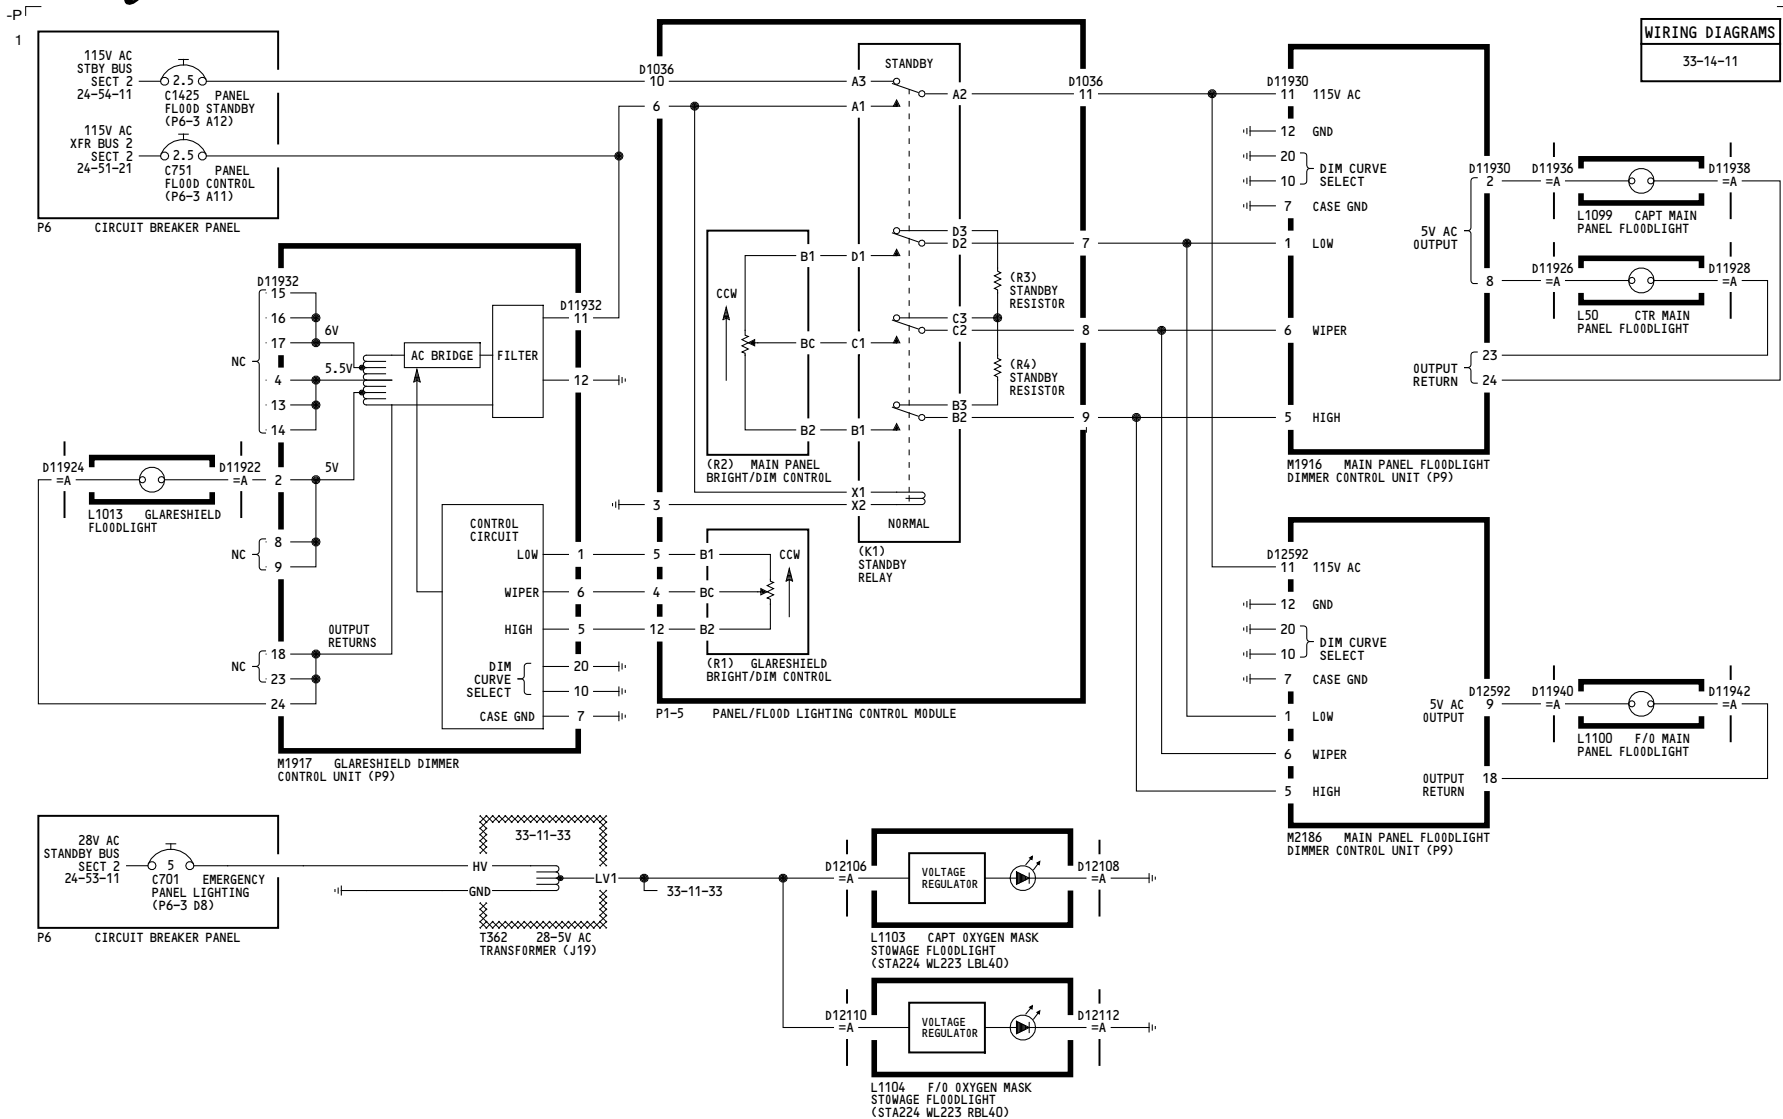 -P
1
WIRING DIAGRAMS
33-14-11
115V AC
STBY BUS
SECT 2
24-54-11
2.5
C1425 PANEL
FLOOD STANDBY
(P6-3 A12)
115V AC
XFR BUS 2
SECT 2
24-51-21
2.5
C751 PANEL
FLOOD CONTROL
(P6-3 A11)
P6 CIRCUIT BREAKER PANEL
D1036
10
6
A3
A1
STANDBY
A2
D1036
11
D11932
15
16
17
NC
4
13
14
6V
5.5V
AC BRIDGE
FILTER
D11932
11
12
D11924
=A
L1013 GLARESHIELD
FLOODLIGHT
D11922
=A
2
5V
NC
8
9
NC
18
23
24
OUTPUT
RETURNS
CONTROL
CIRCUIT
LOW 1
WIPER 6
HIGH 5
DIM
CURVE
SELECT
20
10
CASE GND 7
M1917 GLARESHIELD DIMMER
CONTROL UNIT (P9)
CCW
B1 D1
BC C1
B2 B1
(R2) MAIN PANEL
BRIGHT/DIM CONTROL
D3
D2
7
(R3)
STANDBY
RESISTOR
C3
C2
8
(R4)
STANDBY
RESISTOR
B3
B2
9
3
X1
X2
NORMAL
(K1)
STANDBY
RELAY
5 B1
4 BC
12 B2
CCW
(R1) GLARESHIELD
BRIGHT/DIM CONTROL
P1-5 PANEL/FLOOD LIGHTING CONTROL MODULE
D11930
11 115V AC
12 GND
20
10
DIM CURVE
SELECT
7 CASE GND
1 LOW
6 WIPER
5 HIGH
5V AC
OUTPUT
D11930
2
8
OUTPUT
RETURN
23
24
M1916 MAIN PANEL FLOODLIGHT
DIMMER CONTROL UNIT (P9)
D11936
=A
D11938
=A
L1099 CAPT MAIN
PANEL FLOODLIGHT
D11926
=A
D11928
=A
L50 CTR MAIN
PANEL FLOODLIGHT
D12592
11 115V AC
12 GND
20
10
DIM CURVE
SELECT
7 CASE GND
1 LOW
6 WIPER
5 HIGH
5V AC
OUTPUT
D12592
9
OUTPUT
RETURN
18
M2186 MAIN PANEL FLOODLIGHT
DIMMER CONTROL UNIT (P9)
D11940
=A
D11942
=A
L1100 F/O MAIN
PANEL FLOODLIGHT
28V AC
STANDBY BUS
SECT 2
24-53-11
5
C701 EMERGENCY
PANEL LIGHTING
(P6-3 D8)
P6 CIRCUIT BREAKER PANEL
33-11-33
HV
GND
LV1
T362 28-5V AC
TRANSFORMER (J19)
33-11-33
D12106
=A
VOLTAGE
REGULATOR
D12108
=A
L1103 CAPT OXYGEN MASK
STOWAGE FLOODLIGHT
(STA224 WL223 LBL40)
D12110
=A
VOLTAGE
REGULATOR
D12112
=A
L1104 F/O OXYGEN MASK
STOWAGE FLOODLIGHT
(STA224 WL223 RBL40)